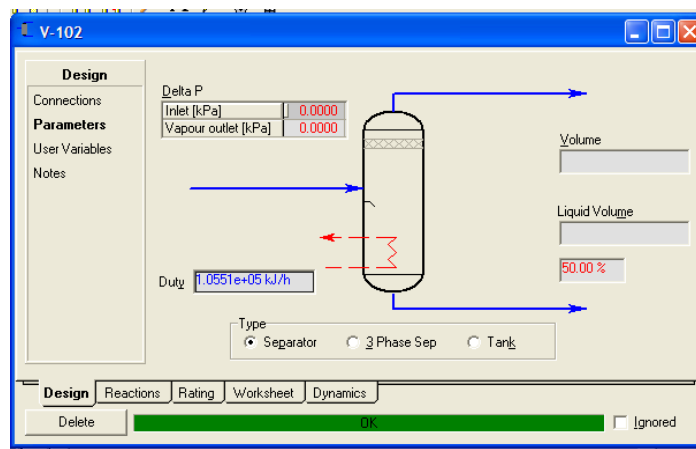 V-102
Design
Connections
Parameters
User Variables
Notes
Delta P
Inlet [kPa] 0.0000
Vapour outlet [kPa] 0.0000
Volume
Liquid Volume
50.00 %
Duty 1.0551e+05 kJ/h
Type
Separator 3 Phase Sep Tank
Design Reactions Rating Worksheet Dynamics
Delete OK Ignored